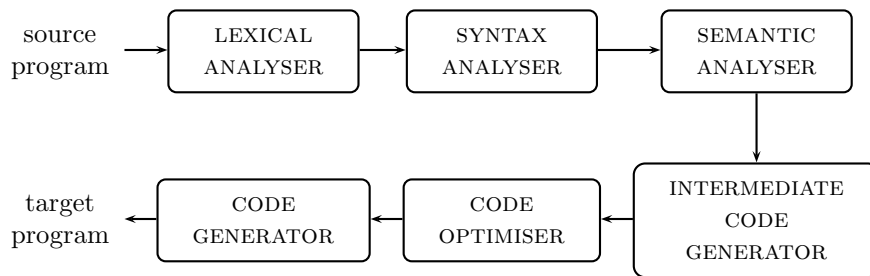 source
program
LEXICAL
ANALYSER
SYNTAX
ANALYSER
SEMANTIC
ANALYSER
target
program
CODE
GENERATOR
CODE
OPTIMISER
INTERMEDIATE
CODE
GENERATOR